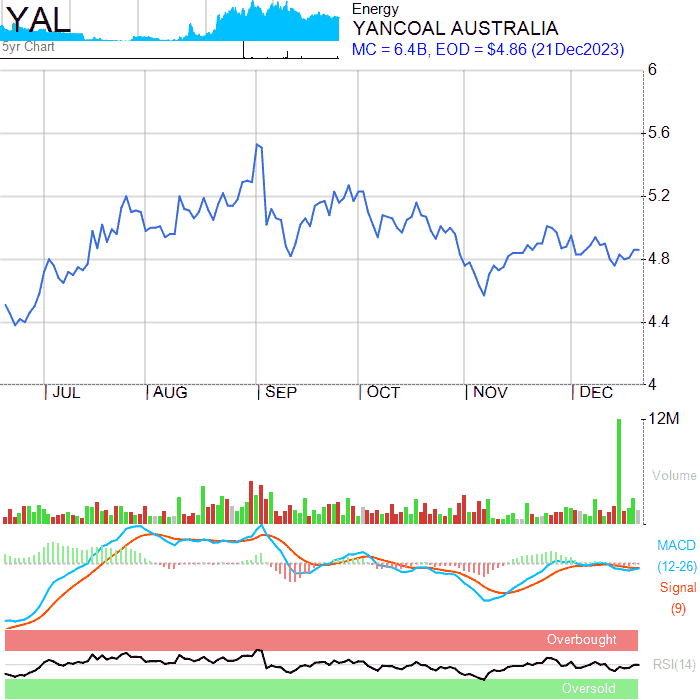 YAL
5yr Chart
Energy
YANCOAL AUSTRALIA
MC = 6.4B, EOD = $4.86 (21Dec2023)
6
5.6
5.2
4.8
4.4
4
JUL AUG SEP OCT NOV DEC
12M
Volume
MACD
(12-26)
Signal
(9)
Overbought
RSI(14)
Oversold